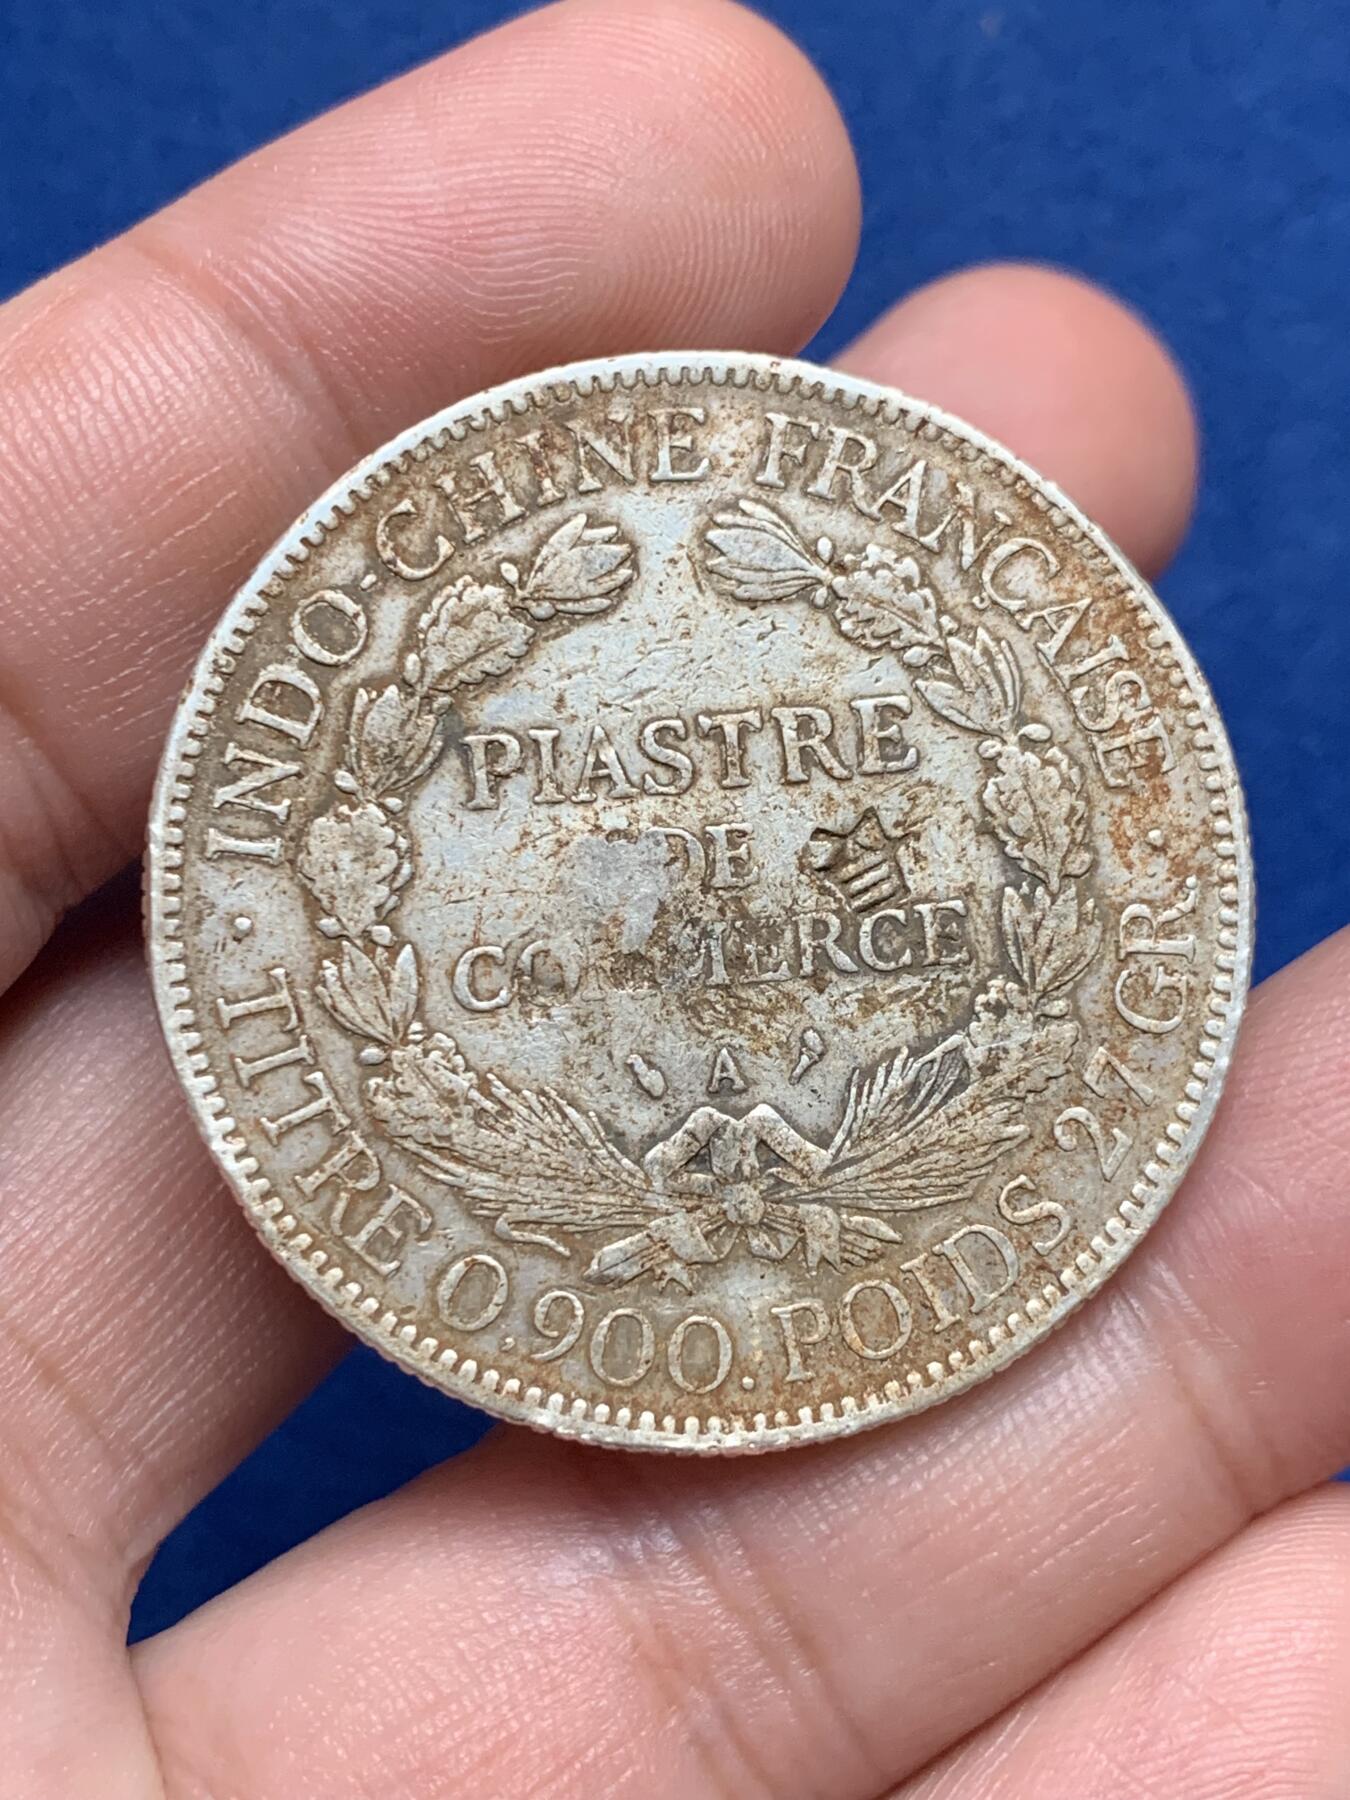 INDO-CHINE FRANÇAISE
PIASTRE
DE
COMMERCE
A
TITRE 0,900. POIDS 27 GR.